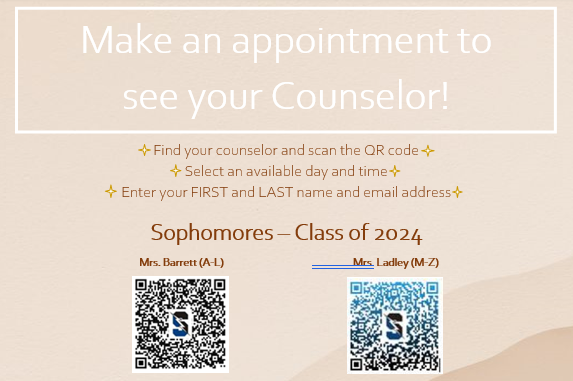 Make an appointment to
see your Counselor!
Find your counselor and scan the QR code
Select an available day and time
Enter your FIRST and LAST name and email address
Sophomores – Class of 2024
Mrs. Barrett (A-L)
Mrs. Ladley (M-Z)